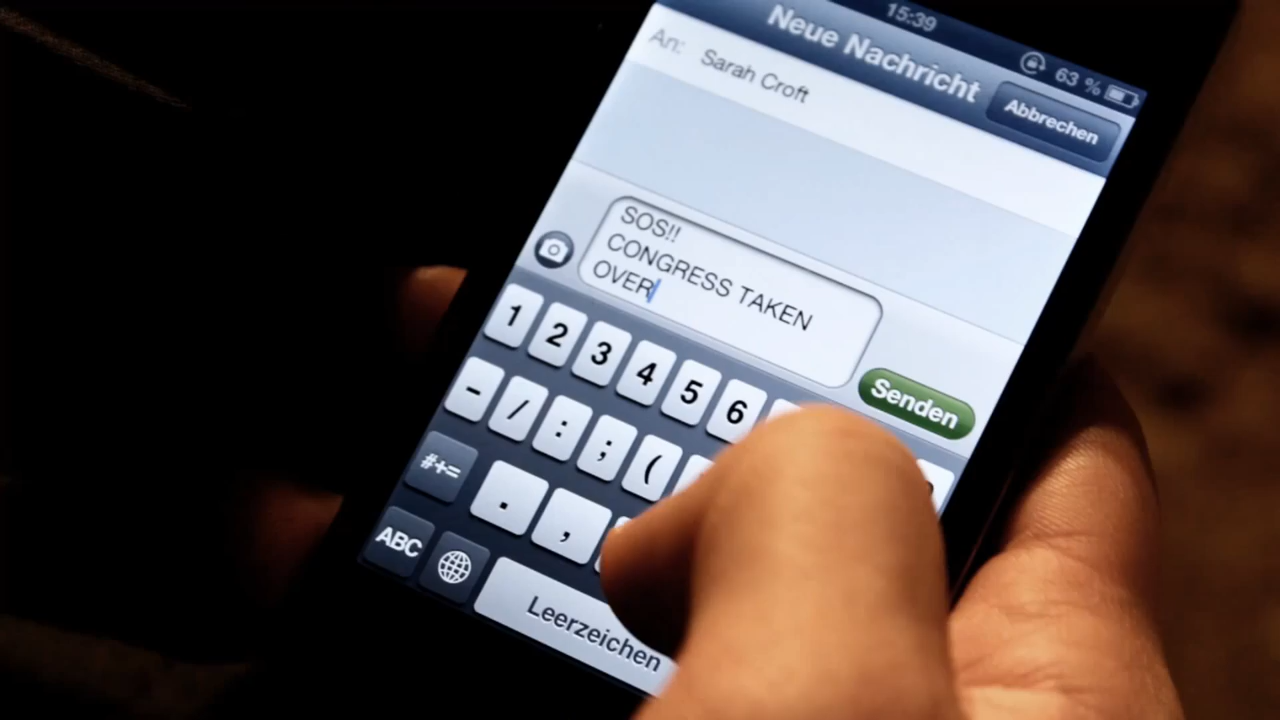 15:39
63 %
Neue Nachricht
Abbrechen
An: Sarah Croft
SOS!!
CONGRESS TAKEN
OVER
Senden
1 2 3 4 5 6
- / : ; (
#+= . ,
ABC
Leerzeichen